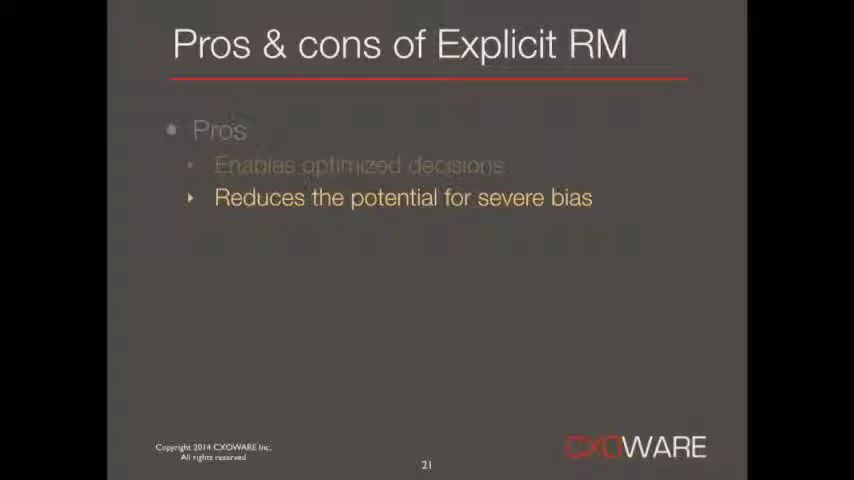 Pros & cons of Explicit RM
Pros
Enables optimized decisions
Reduces the potential for severe bias
Copyright 2014 CXOWARE Inc.
All rights reserved
CXOWARE
21